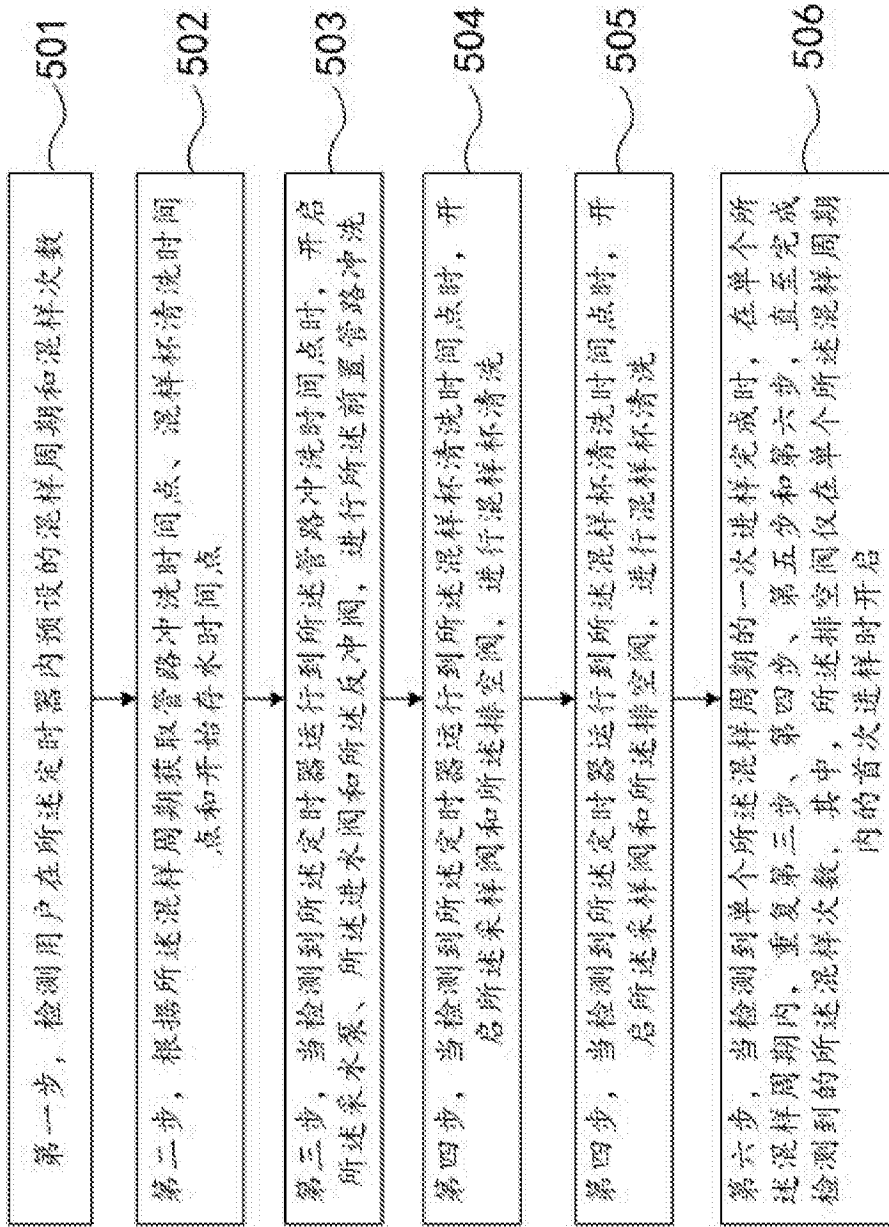 第一步，检测用户在所述定时器内预设的混样周期和混样次数
501
第二步，根据所述混样周期获取管路冲洗时间点、混样杯清洗时间
点和开始存水时间点
502
第三步，当检测到所述定时器运行到所述管路冲洗时间点时，开启
所述采水泵、所述进水阀和所述反冲阀，进行所述前置管路冲洗
503
第四步，当检测到所述定时器运行到所述混样杯清洗时间点时，开
启所述采样阀和所述排空阀，进行混样杯清洗
504
第四步，当检测到所述定时器运行到所述混样杯清洗时间点时，开
启所述采样阀和所述排空阀，进行混样杯清洗
505
第六步，当检测到单个所述混样周期的一次进样完成时，在单个所
述混样周期内，重复第三步、第四步、第五步和第六步，直至完成
检测到的所述混样次数，其中，所述排空阀仅在单个所述混样周期
内的首次进样时开启
506